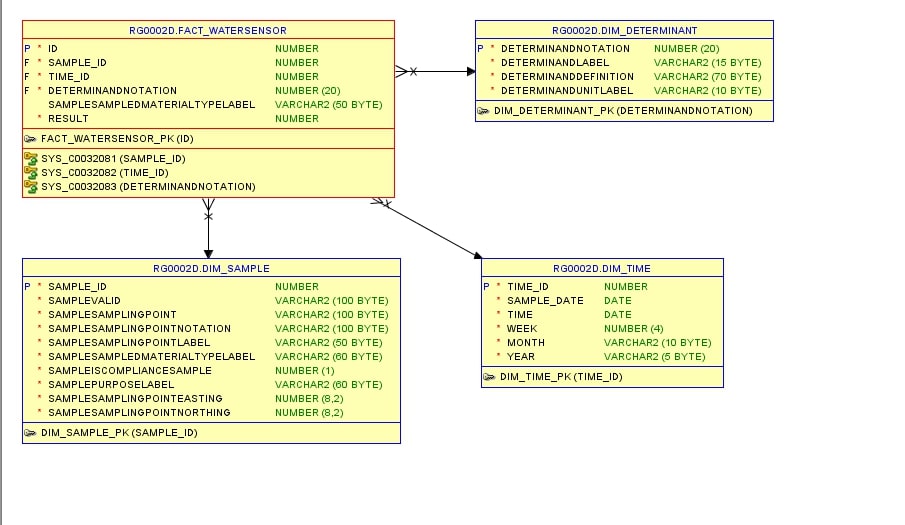 RG0002D.FACT_WATERSENSOR
P * ID NUMBER
F * SAMPLE_ID NUMBER
F * TIME_ID NUMBER
F * DETERMINANDNOTATION NUMBER (20)
SAMPLESAMPLEDMATERIALTYPELABEL VARCHAR2 (50 BYTE)
* RESULT NUMBER
FACT_WATERSENSOR_PK (ID)
SYS_C0032081 (SAMPLE_ID)
SYS_C0032082 (TIME_ID)
SYS_C0032083 (DETERMINANDNOTATION)
RG0002D.DIM_DETERMINANT
P * DETERMINANDNOTATION NUMBER (20)
* DETERMINANDLABEL VARCHAR2 (15 BYTE)
* DETERMINANDDEFINITION VARCHAR2 (70 BYTE)
* DETERMINANDUNITLABEL VARCHAR2 (10 BYTE)
DIM_DETERMINANT_PK (DETERMINANDNOTATION)
RG0002D.DIM_SAMPLE
P * SAMPLE_ID NUMBER
* SAMPLEVALID VARCHAR2 (100 BYTE)
* SAMPLESAMPLINGPOINT VARCHAR2 (100 BYTE)
* SAMPLESAMPLINGPOINTNOTATION VARCHAR2 (100 BYTE)
* SAMPLESAMPLINGPOINTLABEL VARCHAR2 (50 BYTE)
* SAMPLESAMPLEDMATERIALTYPELABEL VARCHAR2 (60 BYTE)
* SAMPLEISCOMPLIANCESAMPLE NUMBER (1)
* SAMPLEPURPOSELABEL VARCHAR2 (60 BYTE)
* SAMPLESAMPLINGPOINTEASTING NUMBER (8,2)
* SAMPLESAMPLINGPOINTNORTHING NUMBER (8,2)
DIM_SAMPLE_PK (SAMPLE_ID)
RG0002D.DIM_TIME
P * TIME_ID NUMBER
* SAMPLE_DATE DATE
* TIME DATE
* WEEK NUMBER (4)
* MONTH VARCHAR2 (10 BYTE)
* YEAR VARCHAR2 (5 BYTE)
DIM_TIME_PK (TIME_ID)